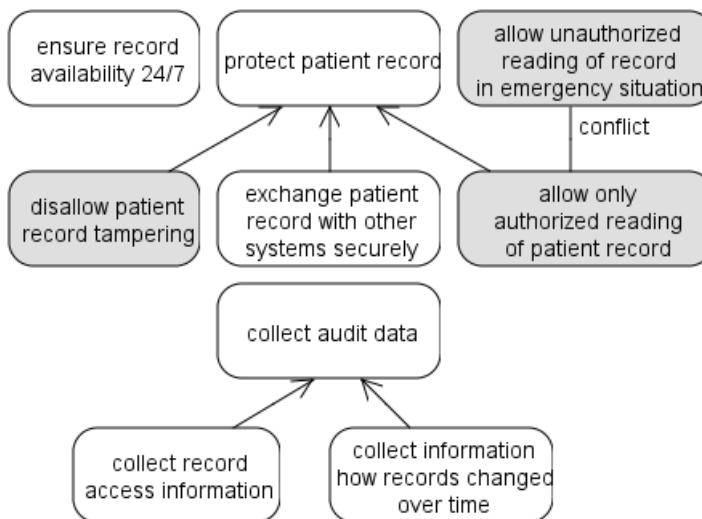 ensure record
availability 24/7
protect patient record
allow unauthorized
reading of record
in emergency situation
conflict
disallow patient
record tampering
exchange patient
record with other
systems securely
allow only
authorized reading
of patient record
collect audit data
collect record
access information
collect information
how records changed
over time